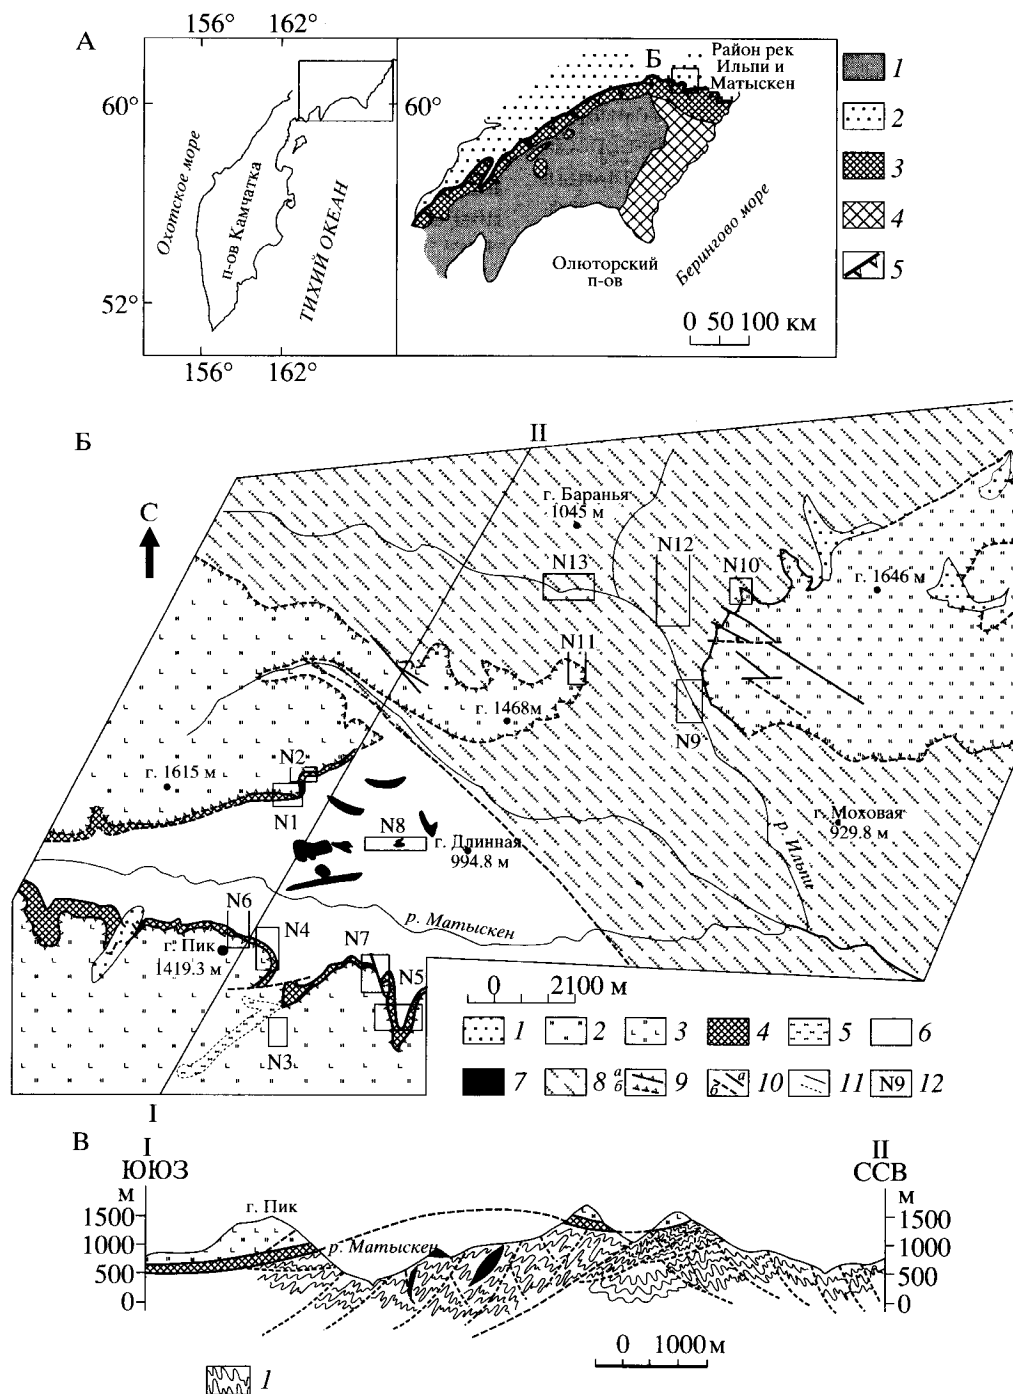 А
156° 162°
60°
60°
52°
156° 162°
Охотское море
п-ов Камчатка
ТИХИЙ ОКЕАН
Б
Район рек
Ильпи и
Матыскен
Олюторский
п-ов
Берингово море
0 50 100 км
1
2
3
4
5
Б
II
С
г. Баранья
1045 м
N13
N12
N10
г. 1646 м
N11
г. 1468м
N9
N2
г. 1615 м
N1
N8
г. Длинная
994.8 м
г. Моховая
929.8 м
р. Ильпи
р. Матыскен
N6
N4
г. Пик
1419.3 м
N7
N5
N3
0 2100 м
1 2 3 4 5 6
7 8 а б 9 б а 10 11 N9 12
I
В
I
ЮЮЗ
II
ССВ
м
1500
1000
500
0
г. Пик
р. Матыскен
м
1500
1000
500
0
0 1000 м
1